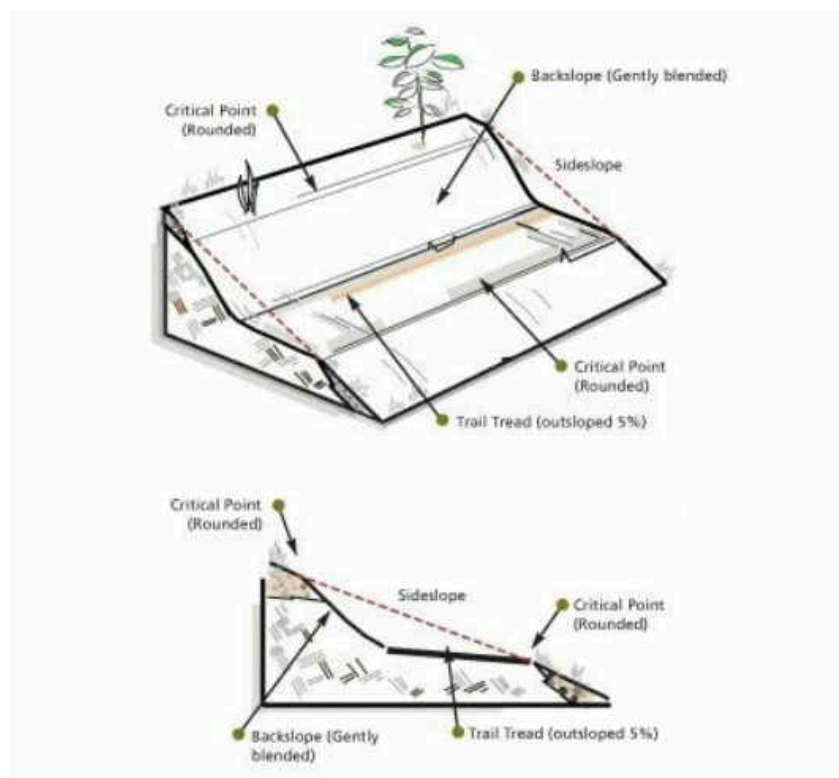 Backslope (Gently blended)
Critical Point
(Rounded)
Sideslope
Critical Point
(Rounded)
Trail Tread (outsloped 5%)
Critical Point
(Rounded)
Sideslope
Critical Point
(Rounded)
Backslope (Gently
blended)
Trail Tread (outsloped 5%)